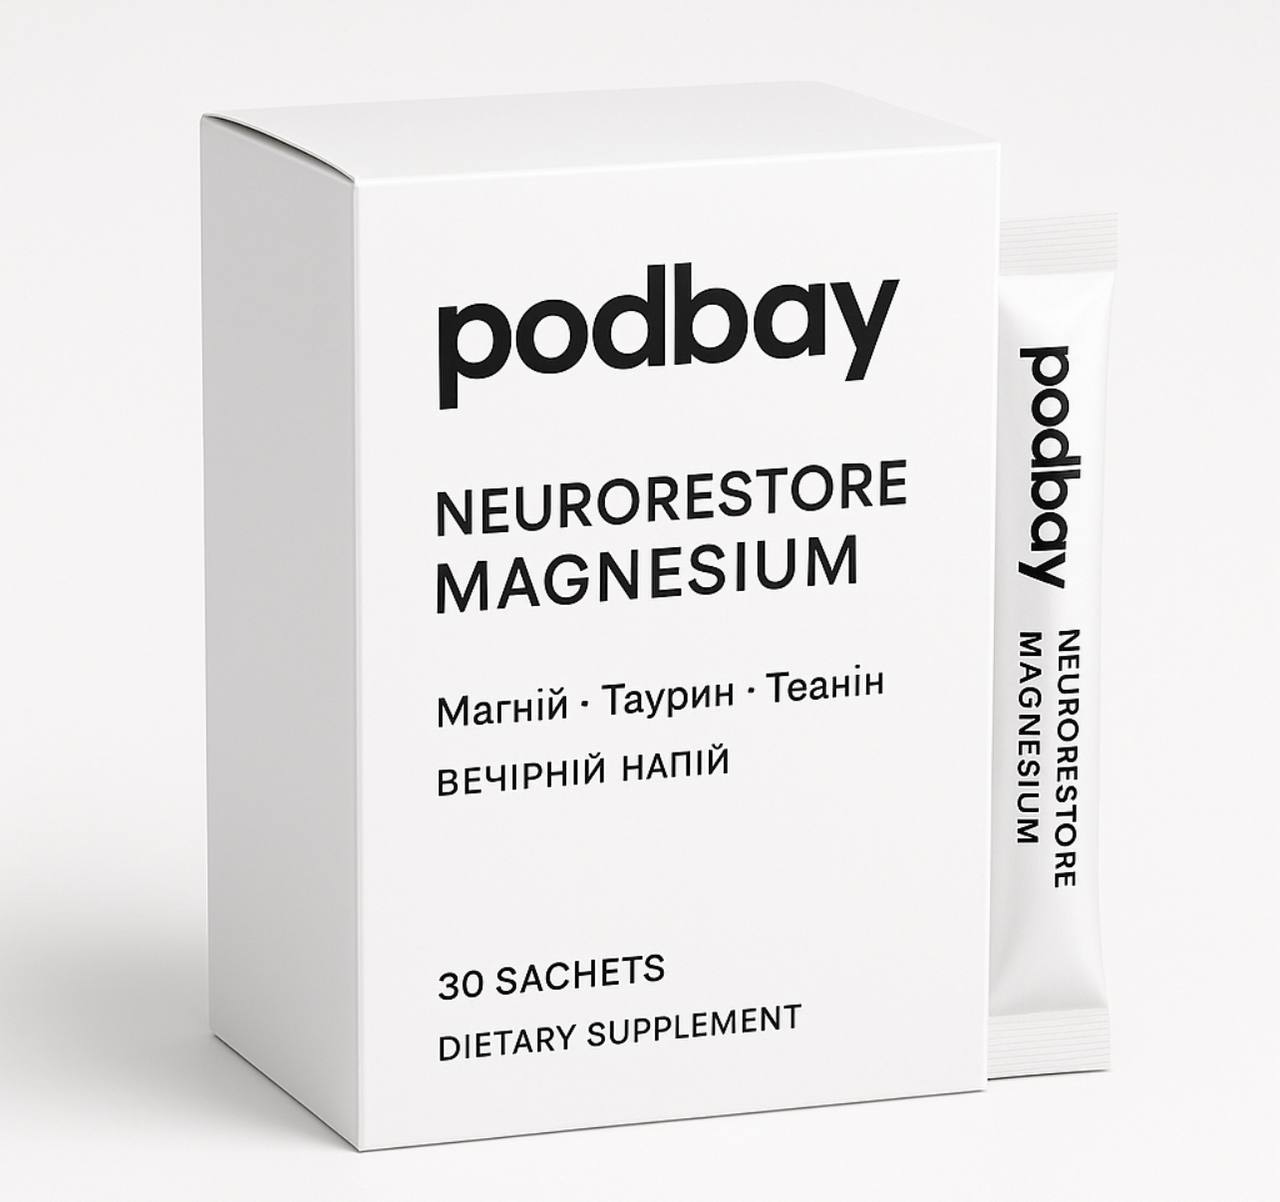 podbay
NEURORESTORE
MAGNESIUM
Магній · Таурин · Теанін
ВЕЧІРНІЙ НАПІЙ
30 SACHETS
DIETARY SUPPLEMENT
podbay
NEURORESTORE
MAGNESIUM